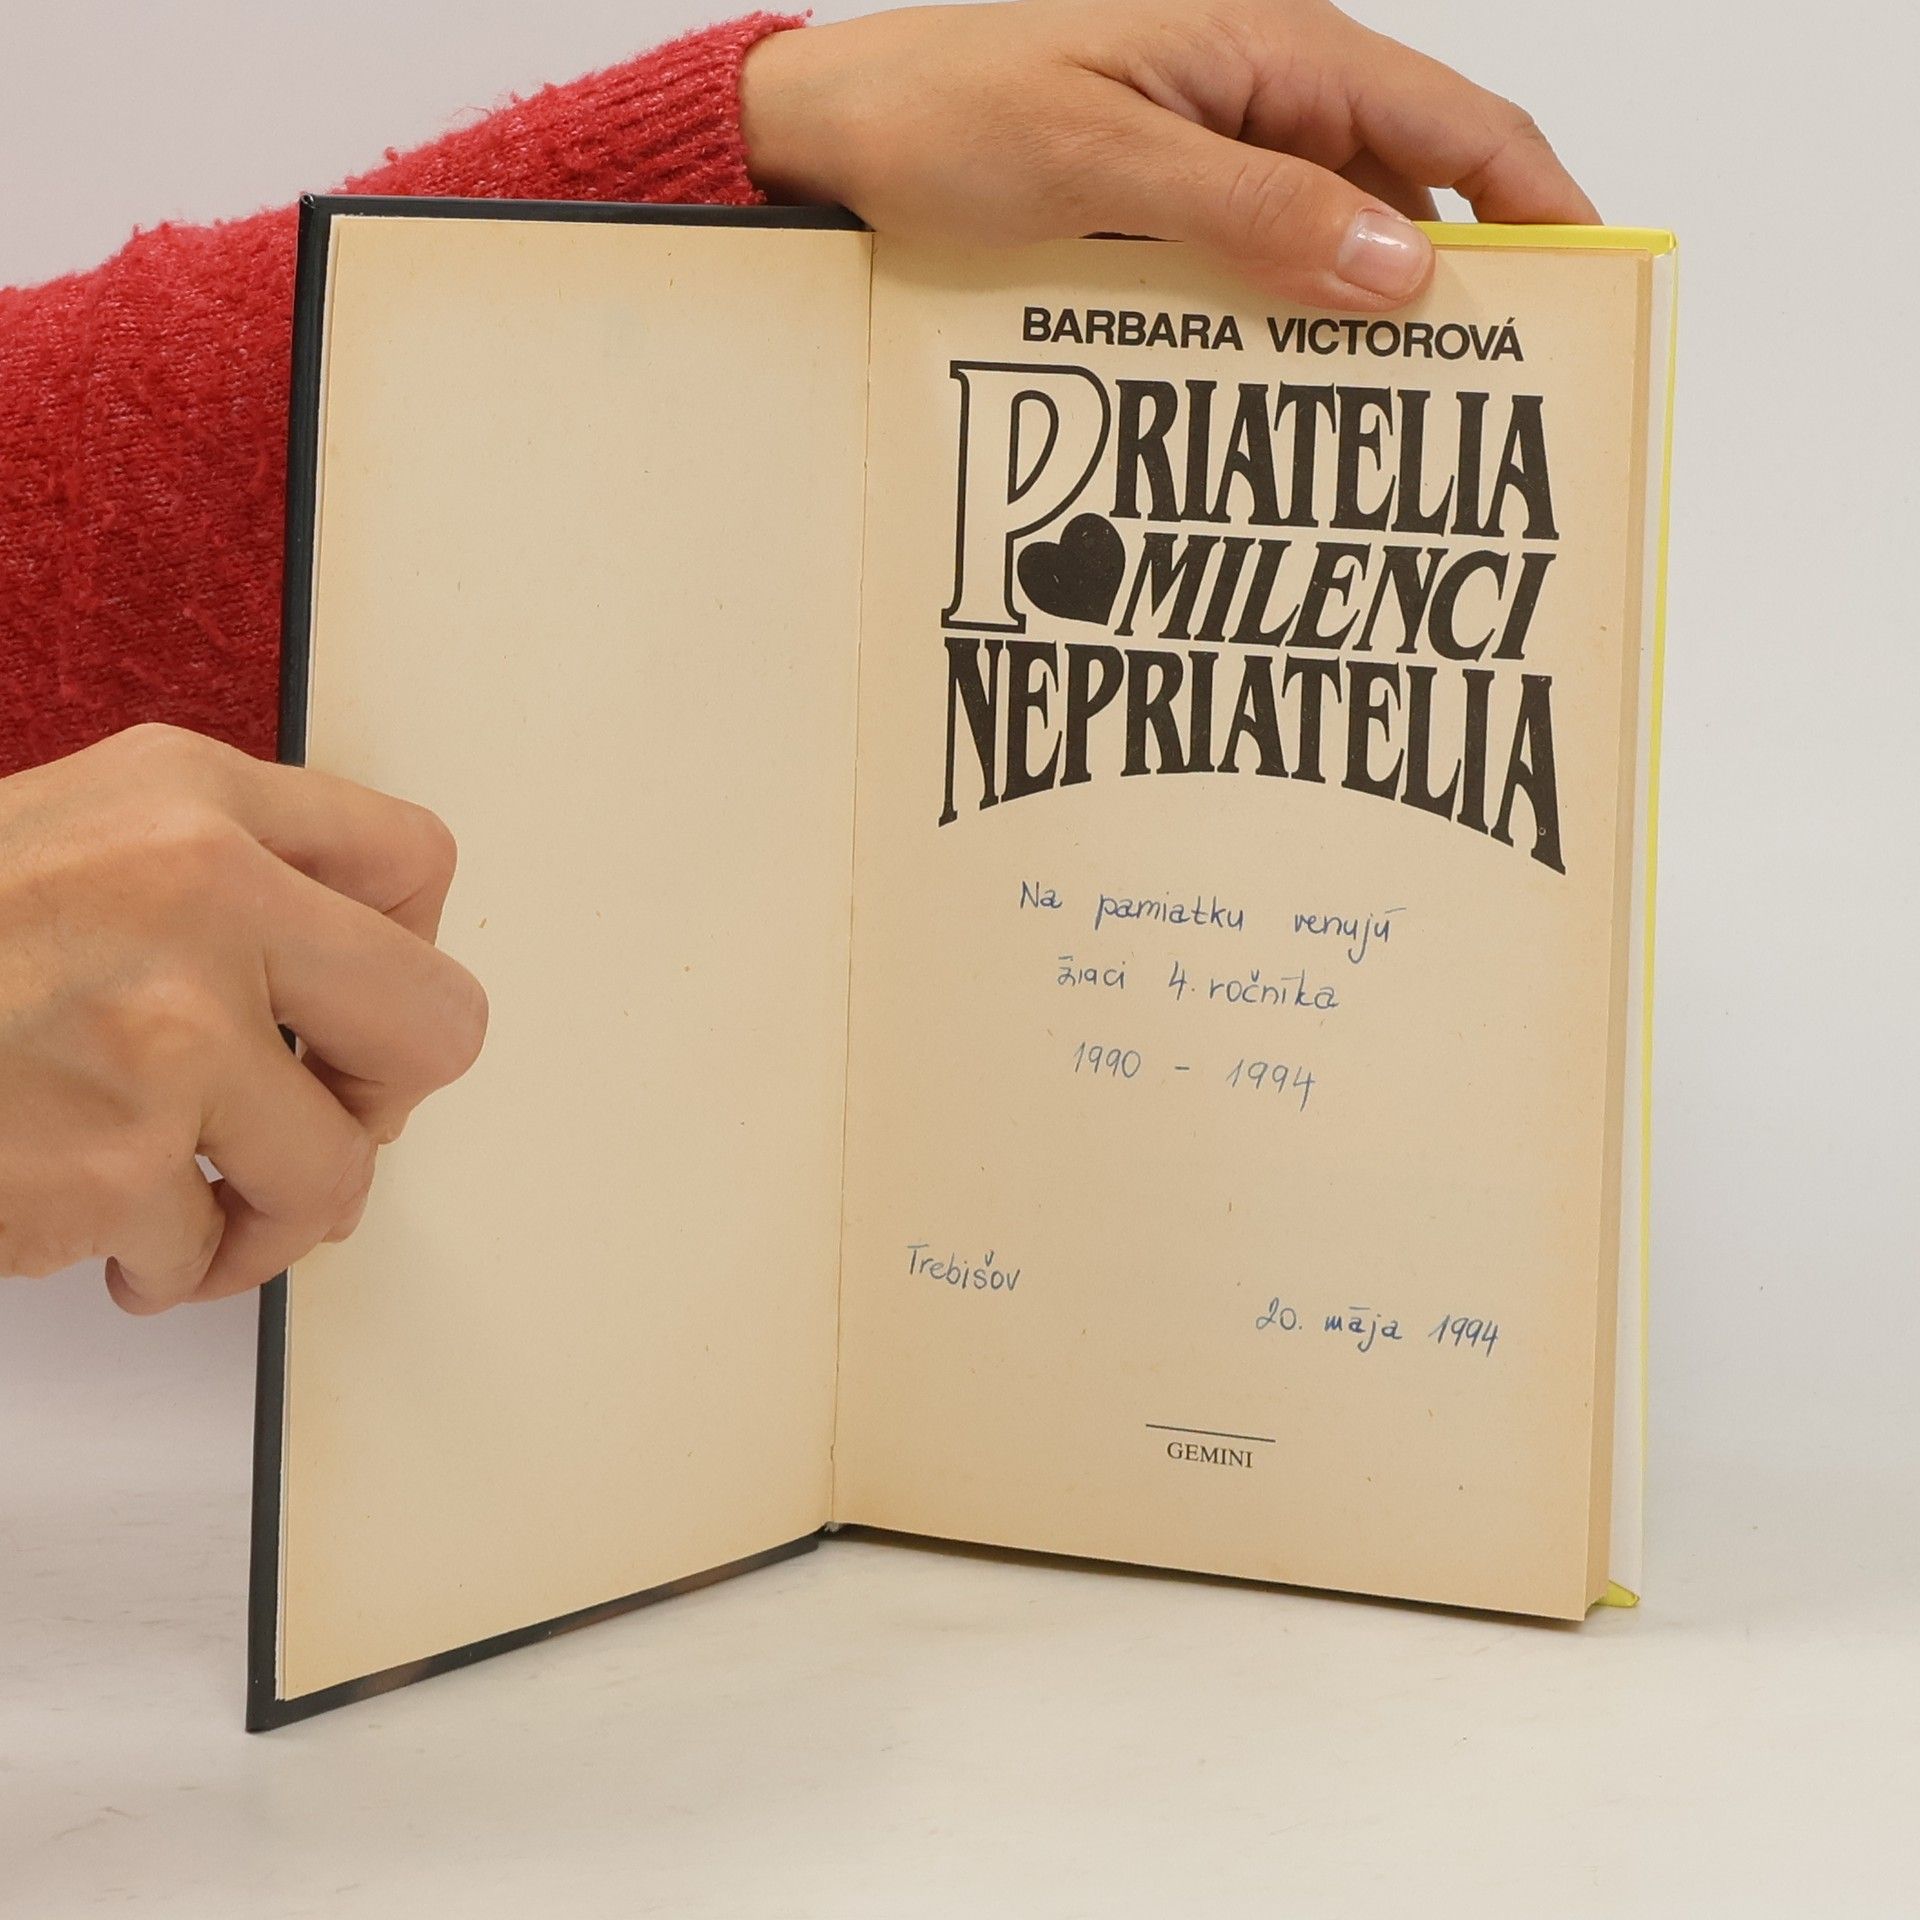 BARBARA VICTOROVÁ
PRIATELIA
MILENCI
NEPRIATELIA
Na pamiatku venujú
žiaci 4. ročníka
1990 - 1994
Trebišov
20. mája 1994
GEMINI